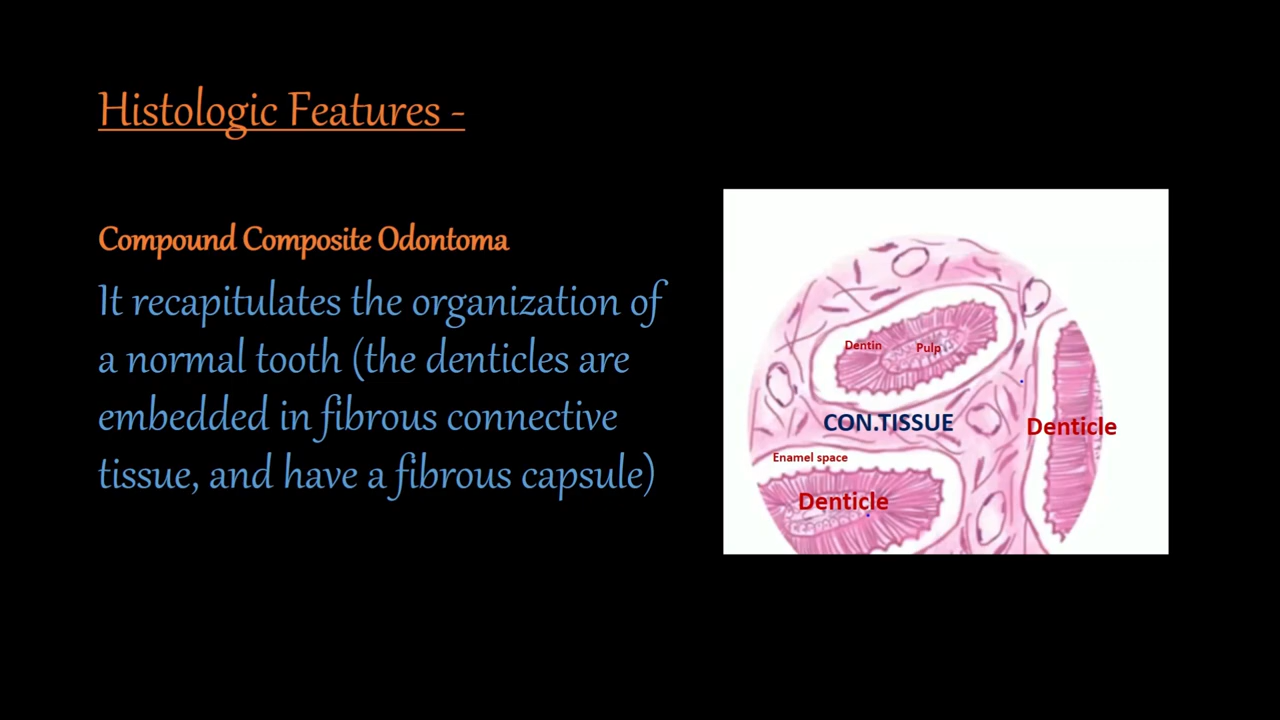 Histologic Features -
Compound Composite Odontoma
It recapitulates the organization of
a normal tooth (the denticles are
embedded in fibrous connective
tissue, and have a fibrous capsule)
Dentin
Pulp
CON.TISSUE
Denticle
Enamel space
Denticle